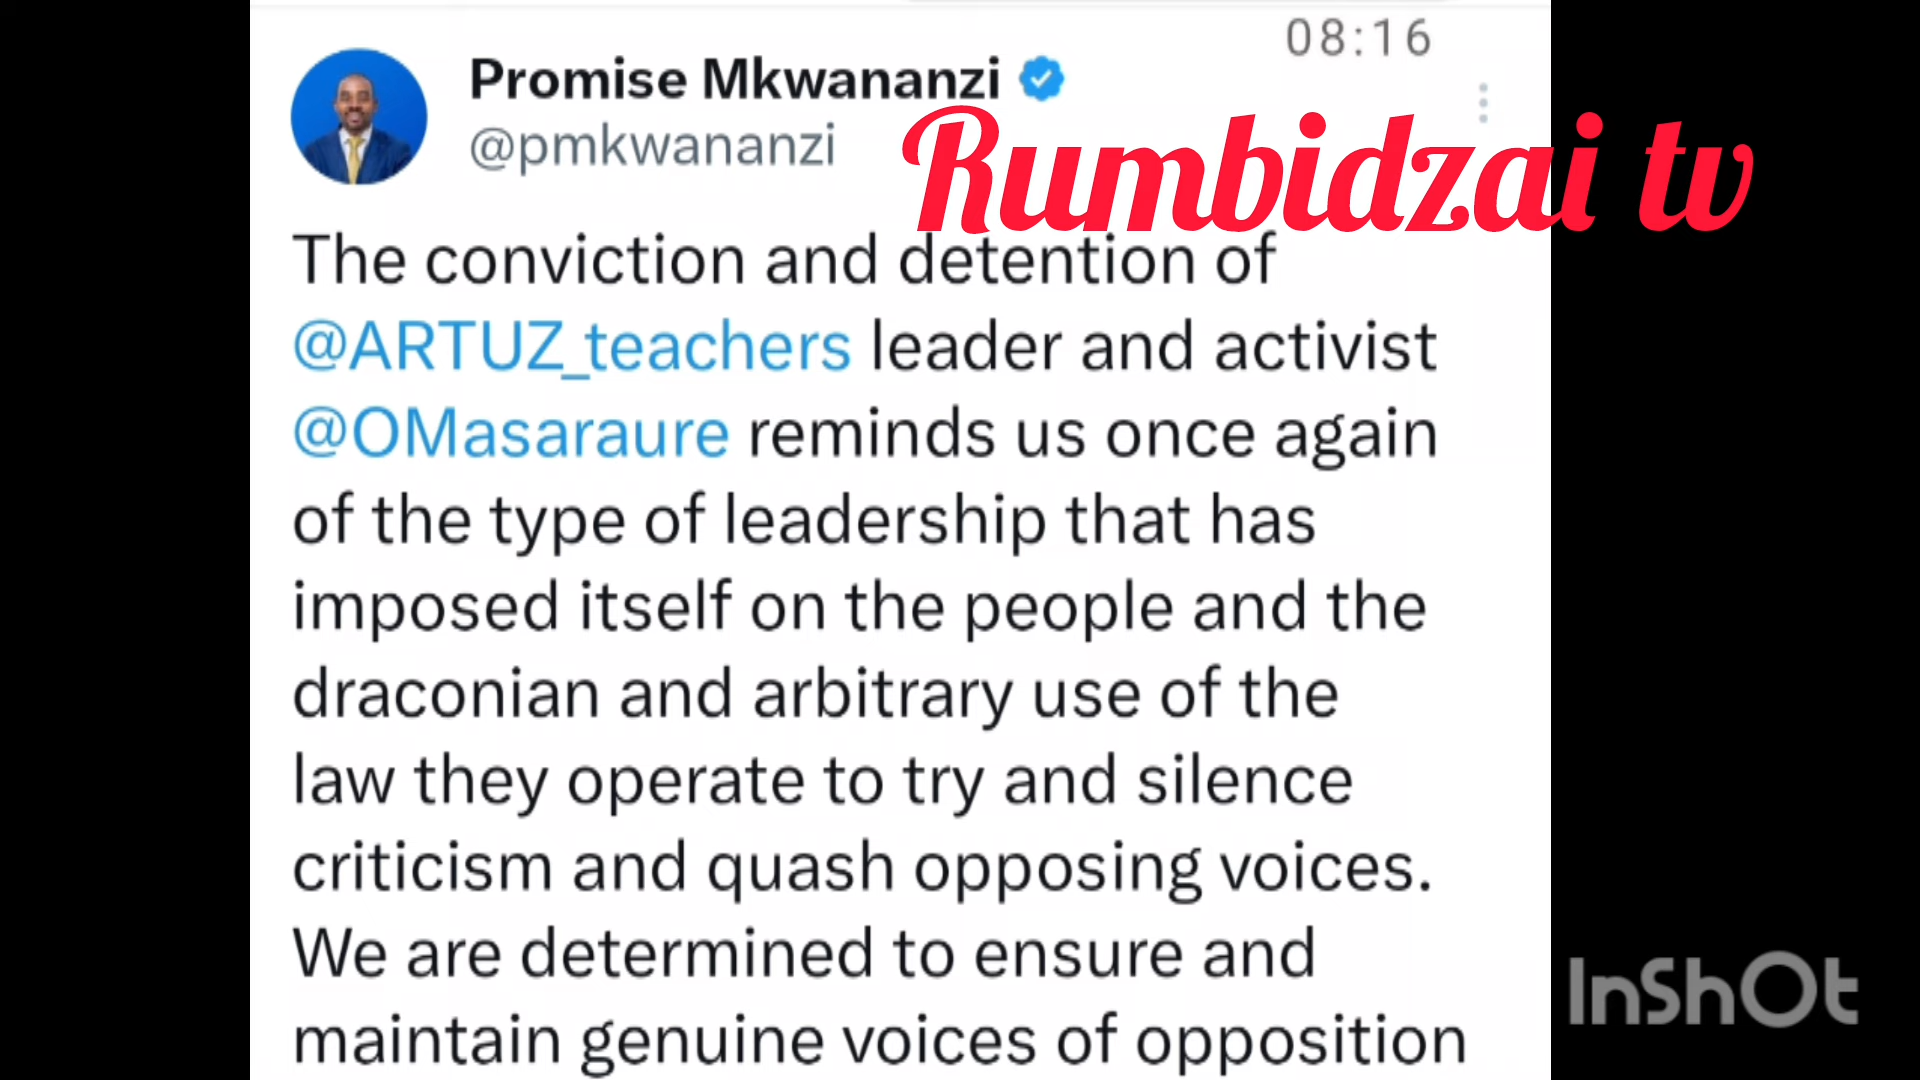 08:16
Promise Mkwananzi
@pmkwananzi
Rumbidzai tv
The conviction and detention of
@ARTUZ_teachers leader and activist
@OMasaraure reminds us once again
of the type of leadership that has
imposed itself on the people and the
draconian and arbitrary use of the
law they operate to try and silence
criticism and quash opposing voices.
We are determined to ensure and
maintain genuine voices of opposition
InShOt